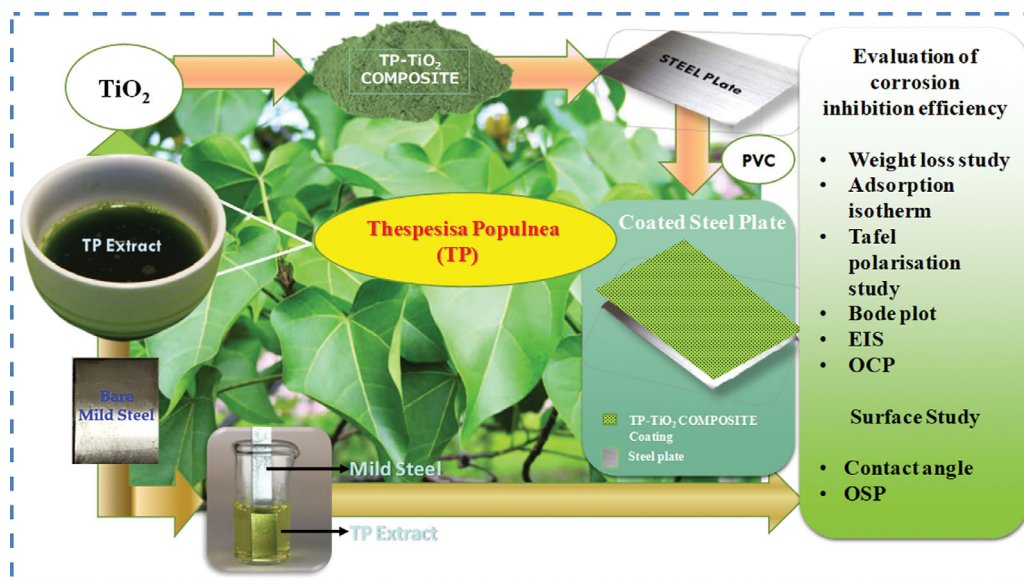 TiO2
TP-TiO2
COMPOSITE
STEEL PLate
PVC
TP Extract
Thespesisa Populnea
(TP)
Coated Steel Plate
TP-TiO2 COMPOSITE
Coating
Steel plate
Bare
Mild Steel
Mild Steel
TP Extract
Evaluation of
corrosion
inhibition efficiency
• Weight loss study
• Adsorption
isotherm
• Tafel
polarisation
study
• Bode plot
• EIS
• OCP
Surface Study
• Contact angle
• OSP